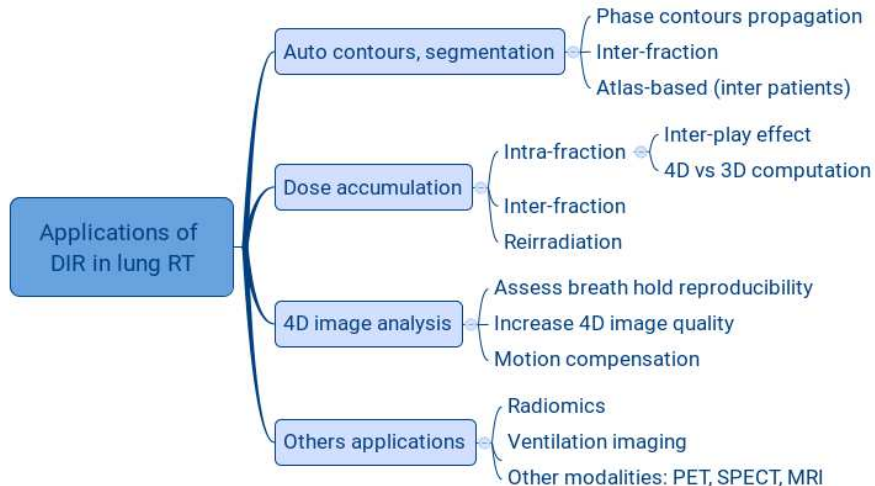 Applications of
DIR in lung RT
Auto contours, segmentation
Phase contours propagation
Inter-fraction
Atlas-based (inter patients)
Dose accumulation
Intra-fraction
Inter-play effect
4D vs 3D computation
Inter-fraction
Reirradiation
4D image analysis
Assess breath hold reproducibility
Increase 4D image quality
Motion compensation
Others applications
Radiomics
Ventilation imaging
Other modalities: PET, SPECT, MRI